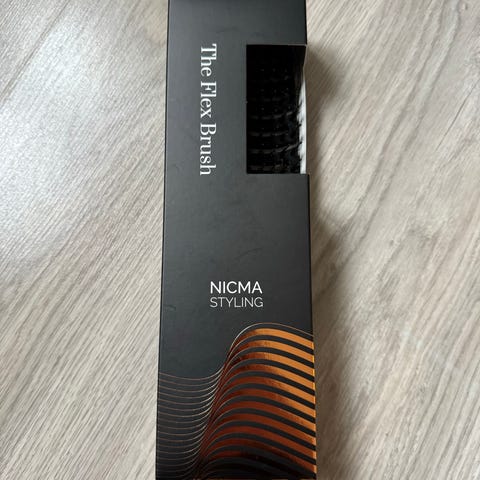 The Flex Brush
NICMA
STYLING